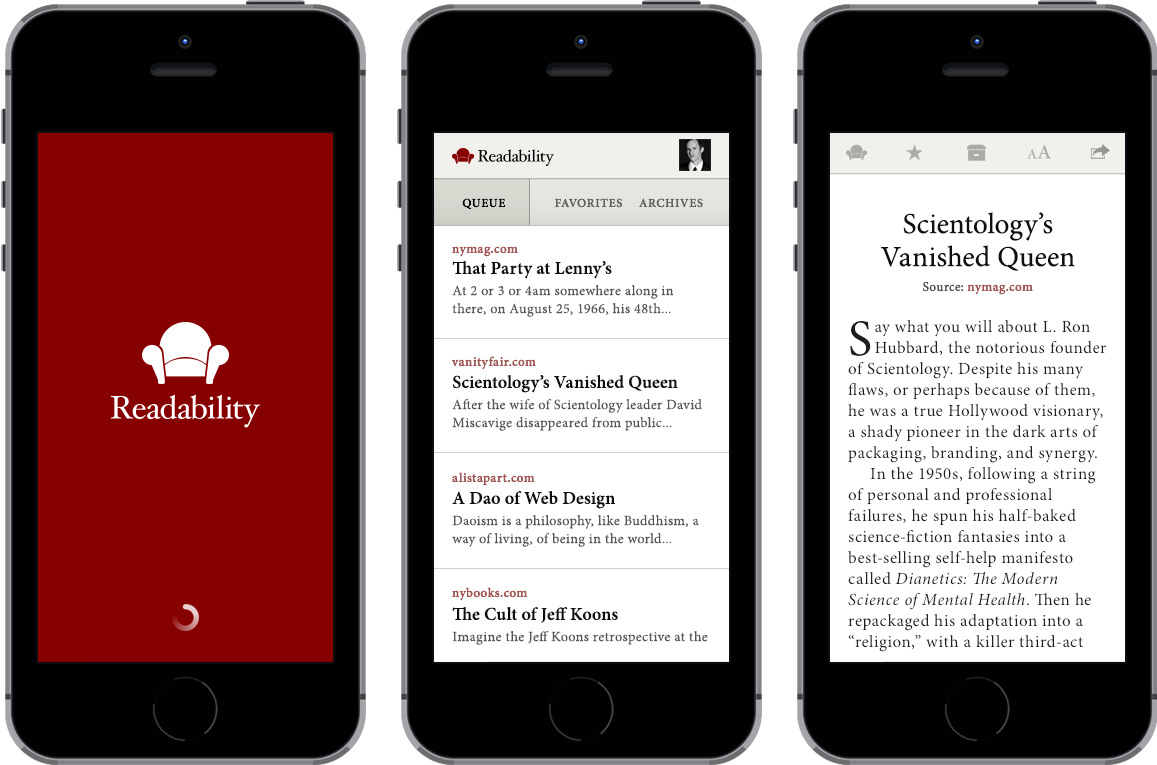 Readability
Readability
QUEUE
FAVORITES
ARCHIVES
nymag.com
That Party at Lenny’s
At 2 or 3 or 4am somewhere along in
there, on August 25, 1966, his 48th...
vanityfair.com
Scientology’s Vanished Queen
After the wife of Scientology leader David
Miscavige disappeared from public...
alistapart.com
A Dao of Web Design
Daoism is a philosophy, like Buddhism, a
way of living, of being in the world...
nybooks.com
The Cult of Jeff Koons
Imagine the Jeff Koons retrospective at the
AA
Scientology’s
Vanished Queen
Source: nymag.com
Say what you will about L. Ron
Hubbard, the notorious founder
of Scientology. Despite his many
flaws, or perhaps because of them,
he was a true Hollywood visionary,
a shady pioneer in the dark arts of
packaging, branding, and synergy.
In the 1950s, following a string
of personal and professional
failures, he spun his half-baked
science-fiction fantasies into a
best-selling self-help manifesto
called Dianetics: The Modern
Science of Mental Health. Then he
repackaged his adaptation into a
“religion,” with a killer third-act